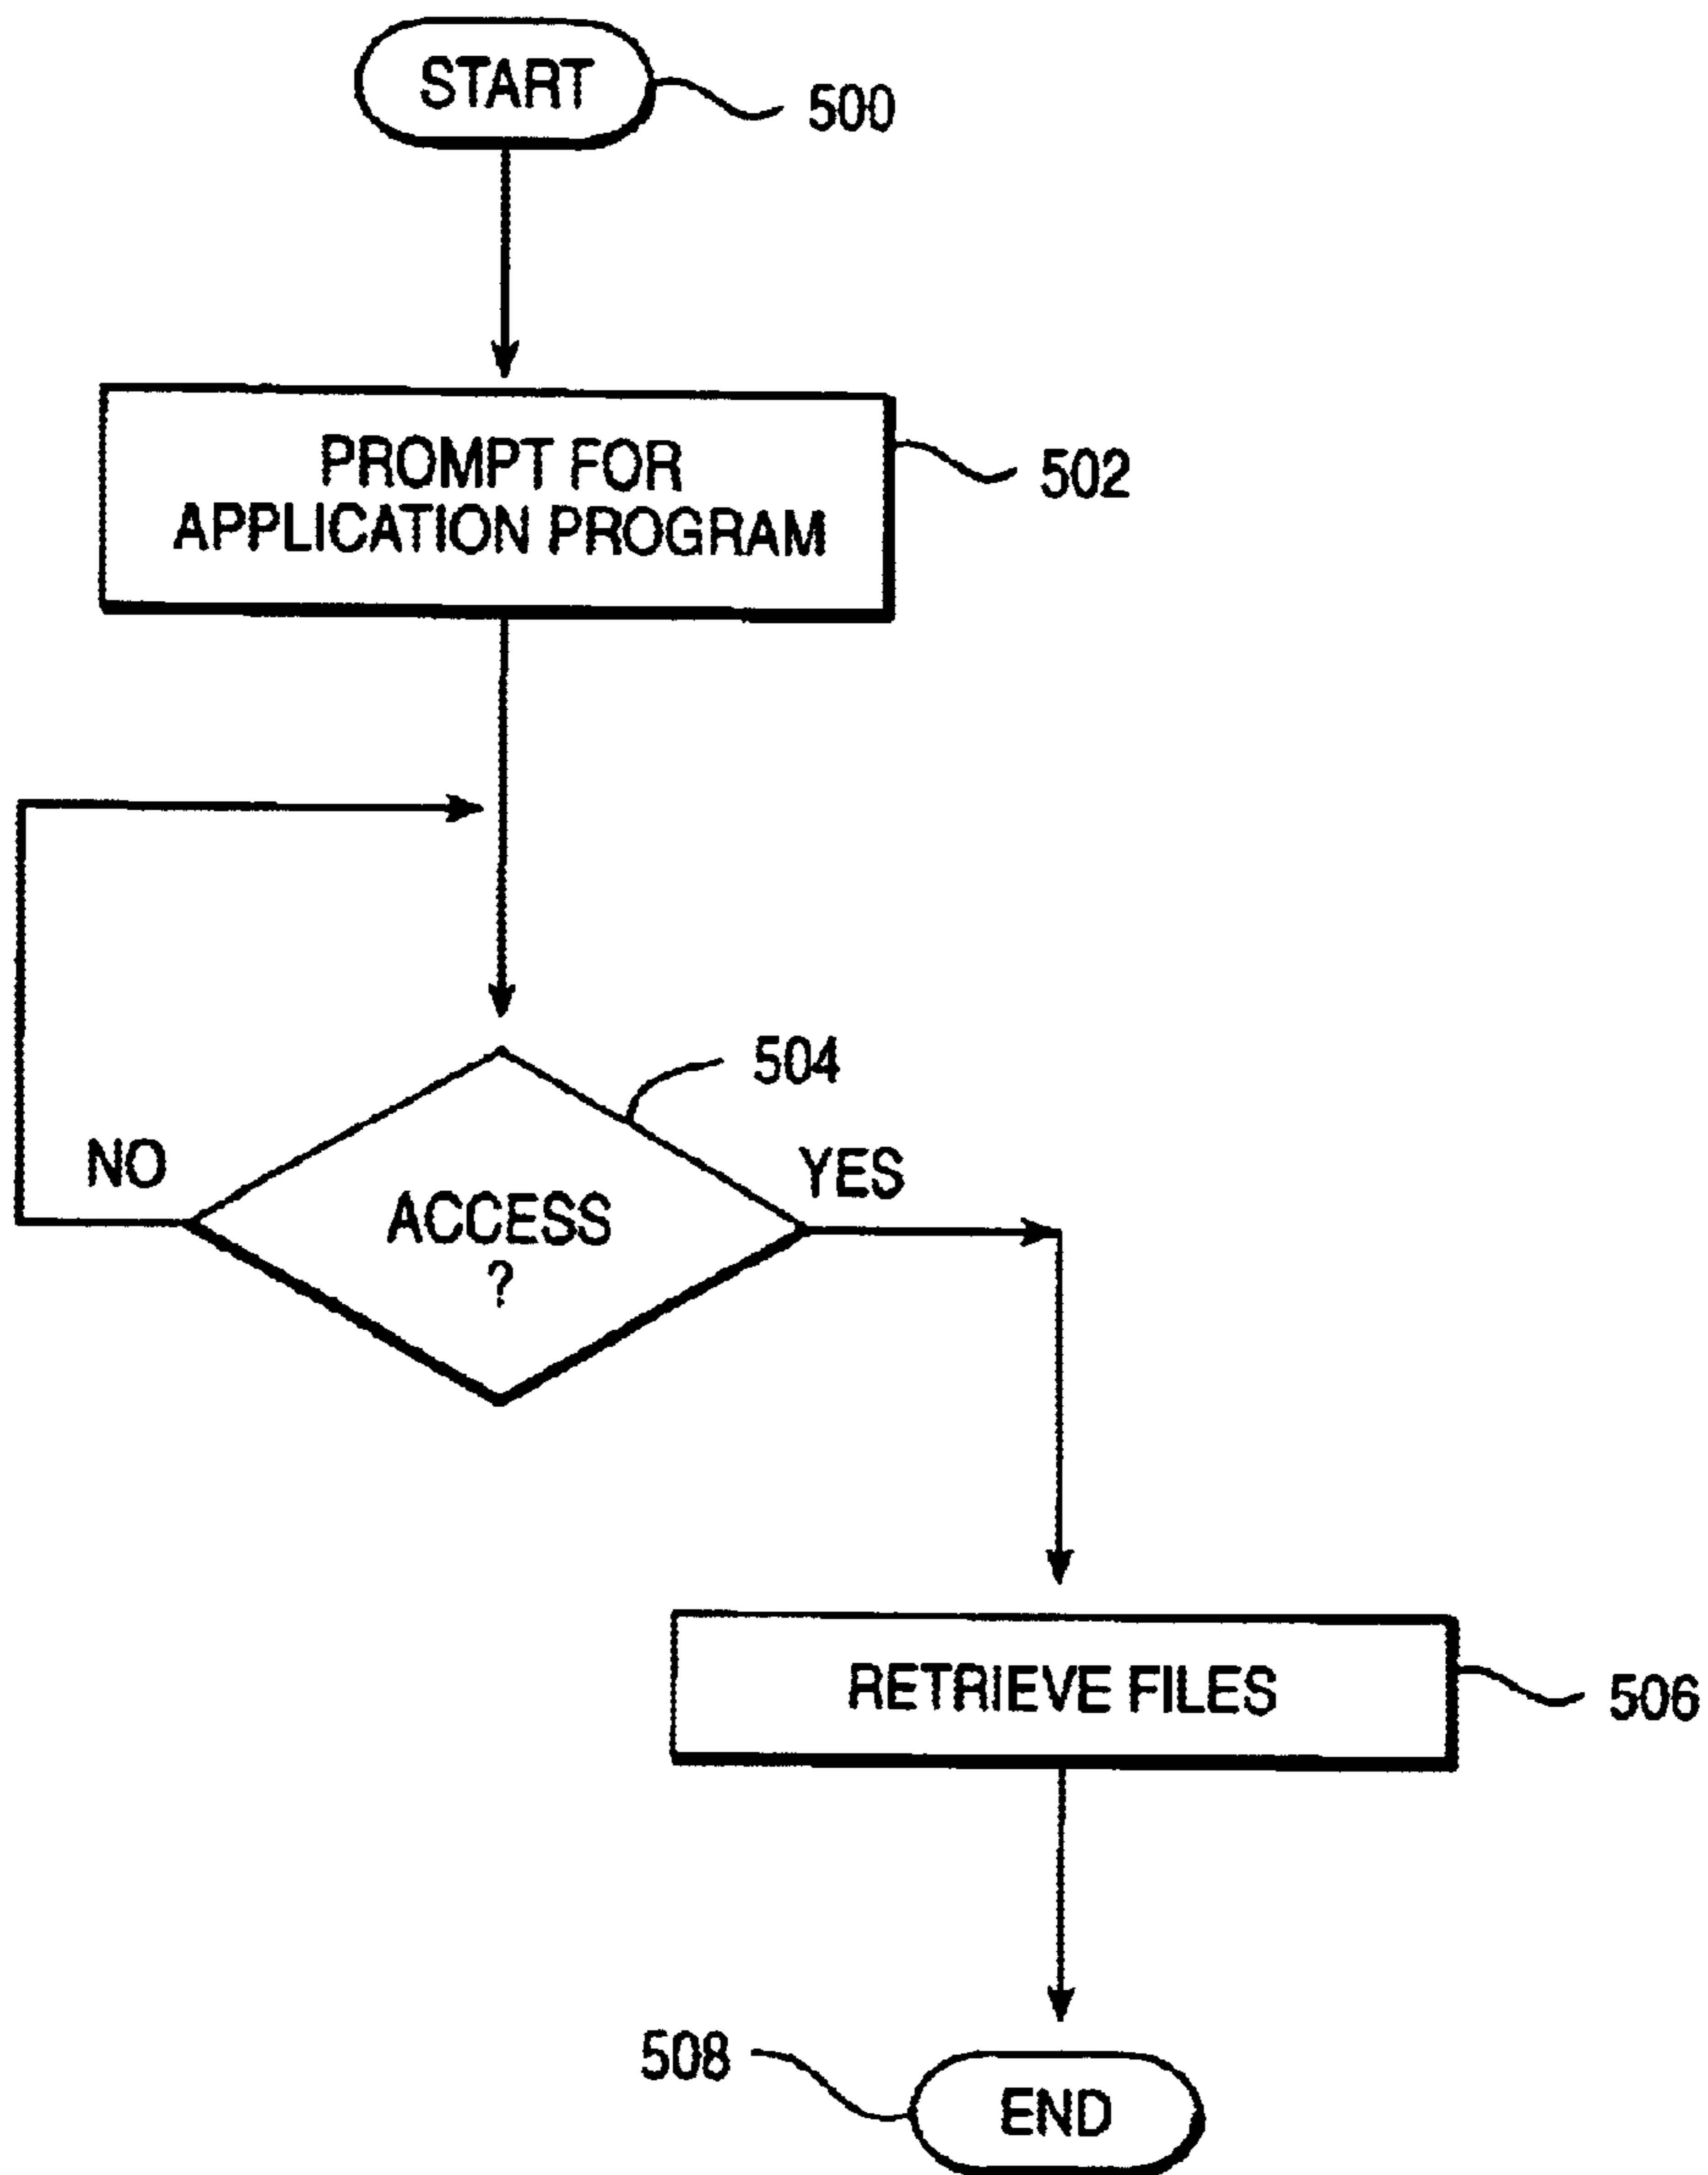 START
500
PROMPT FOR
APPLICATION PROGRAM
502
504
NO
YES
ACCESS
?
RETRIEVE FILES
506
508
END